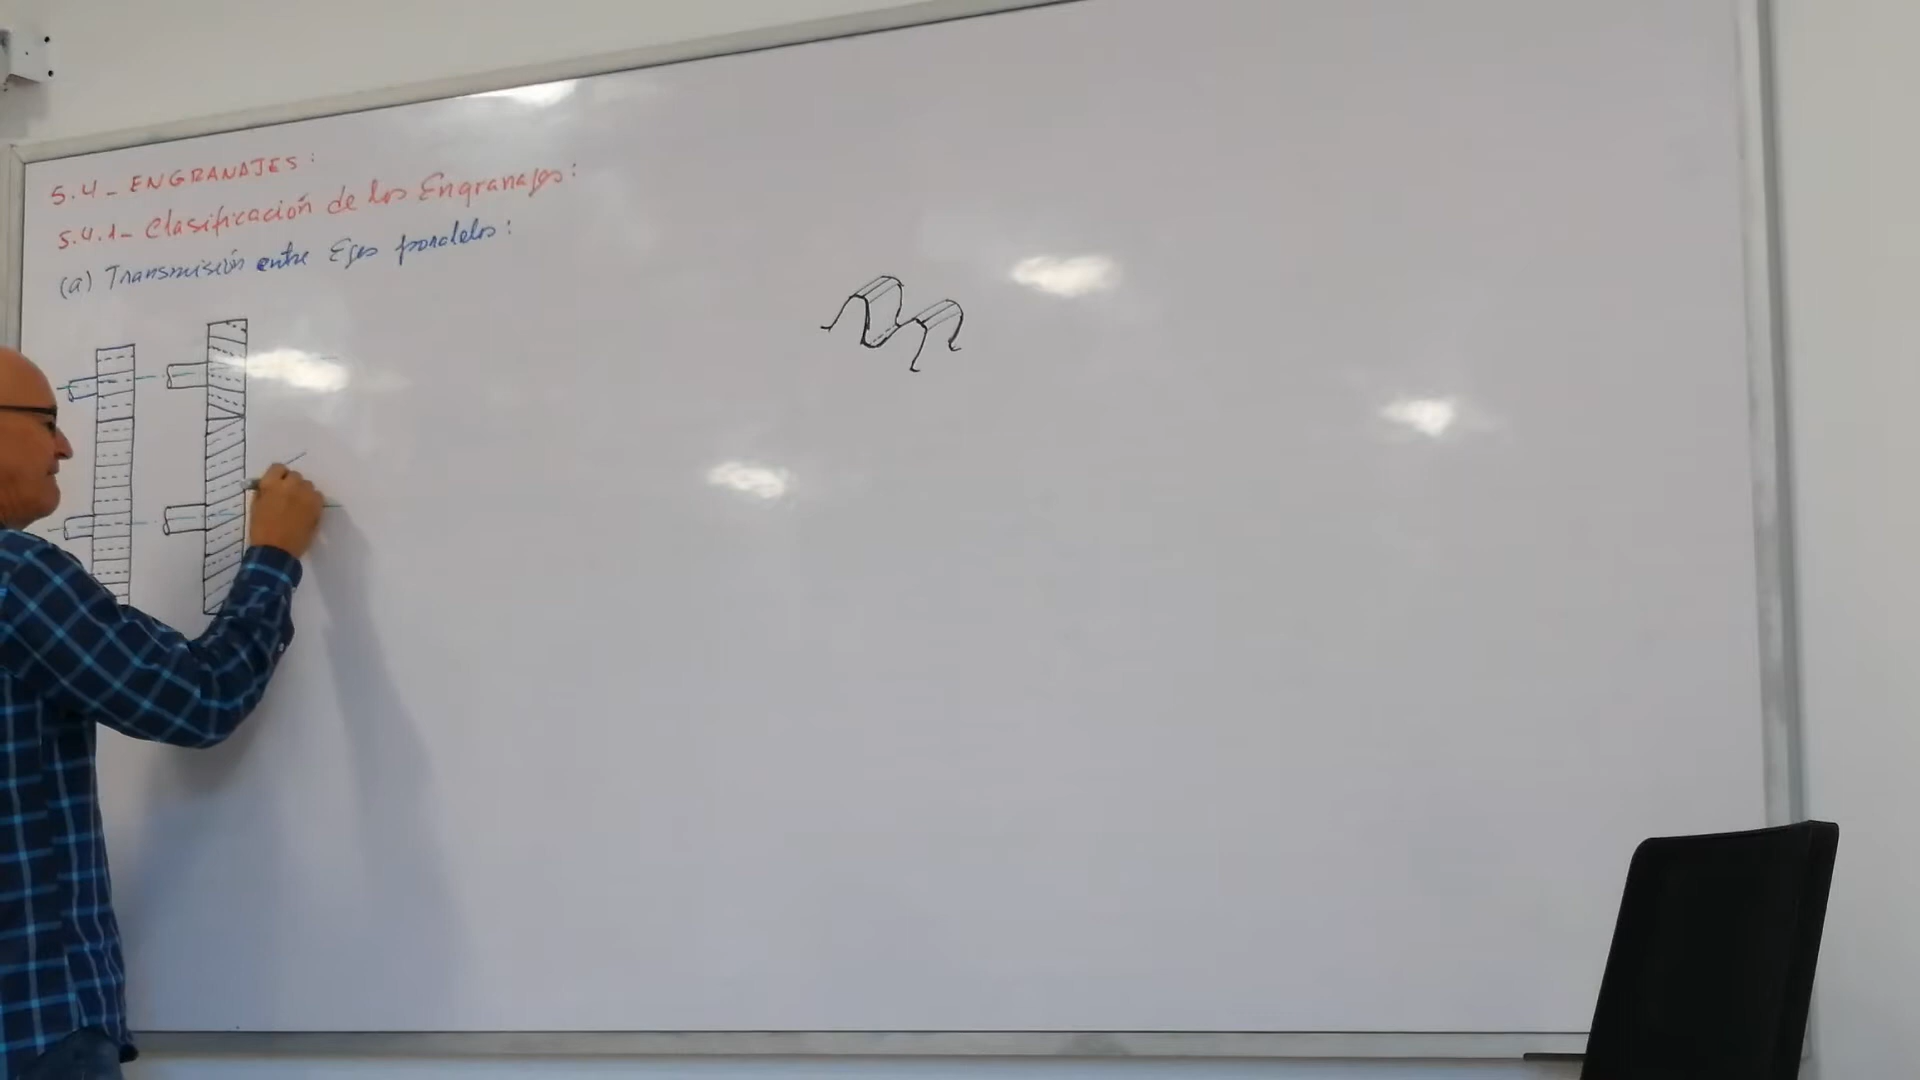 5.4- ENGRANAJES:
5.4.1- Clasificación de los Engranajes:
(a) Transmisión entre Ejes paralelos: